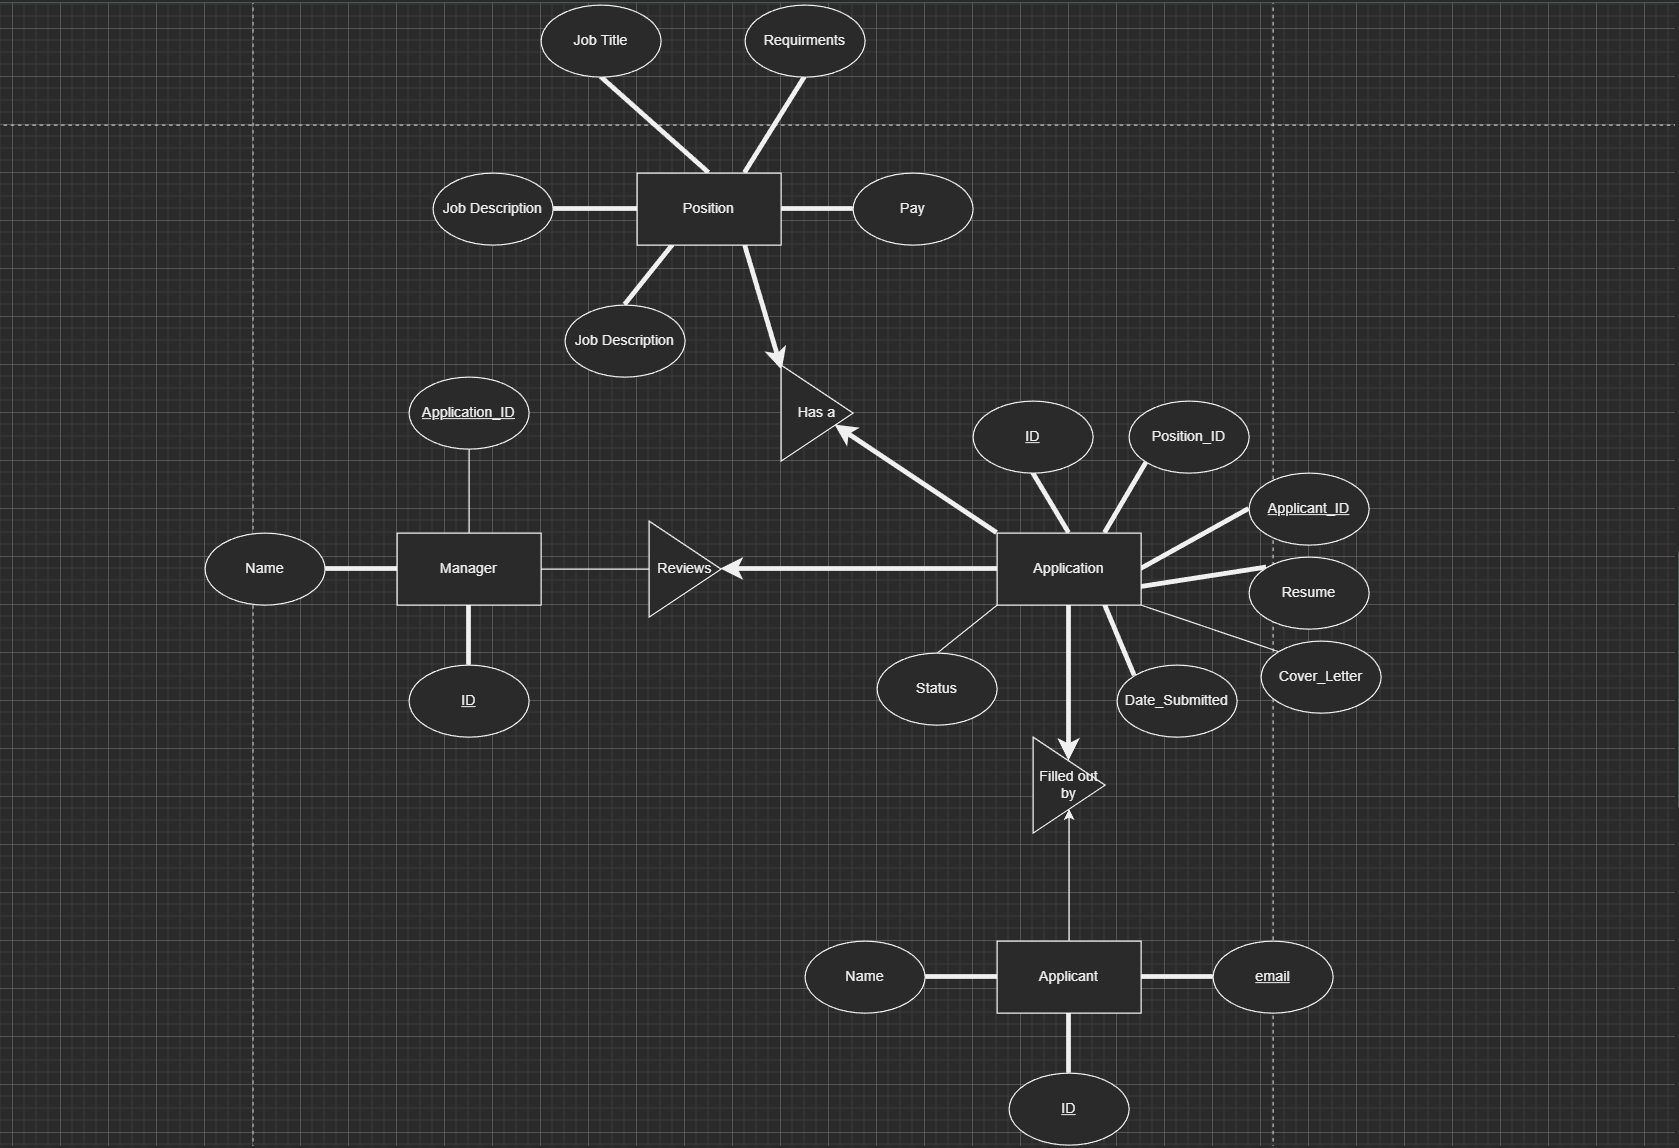 Job Title
Requirments
Job Description
Position
Pay
Job Description
Application_ID
Has a
ID
Position_ID
Applicant_ID
Name
Manager
Reviews
Application
Resume
Cover_Letter
ID
Status
Date_Submitted
Filled out
by
Name
Applicant
email
ID